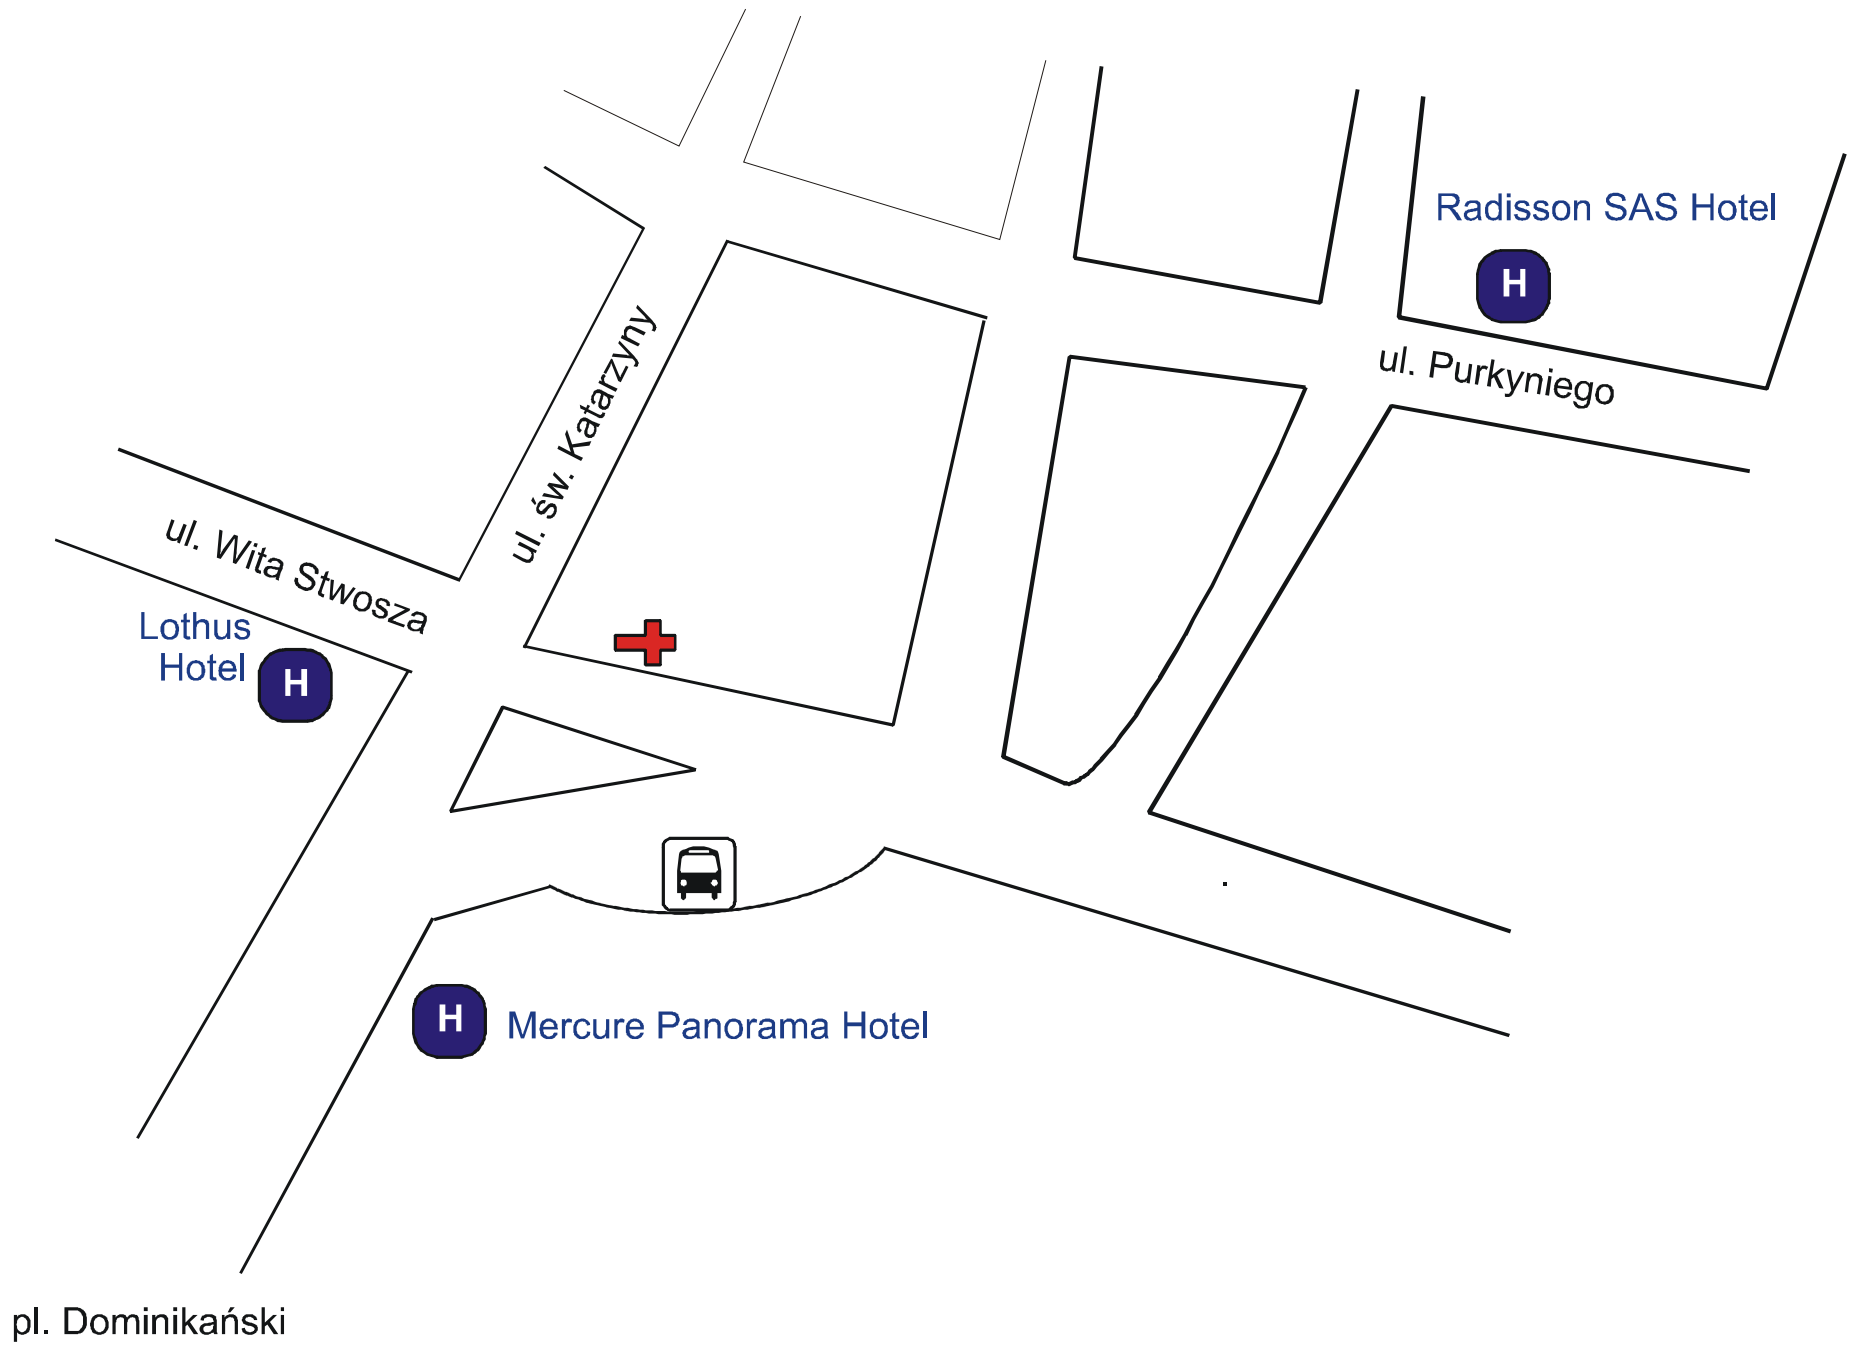 Radisson SAS Hotel
H
ul. Purkyniego
ul. św. Katarzyny
ul. Wita Stwosza
Lothus
Hotel
H
H
Mercure Panorama Hotel
pl. Dominikański